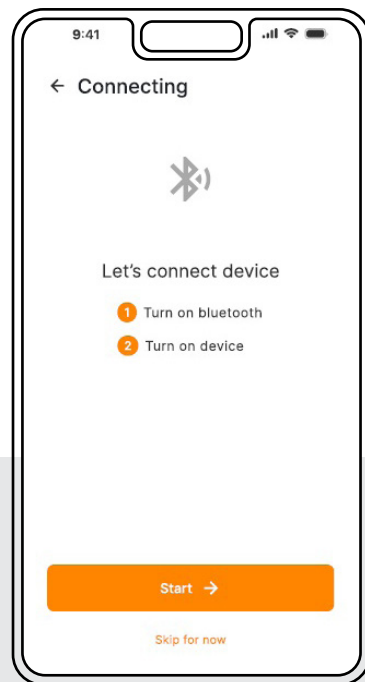 9:41
Connecting
Let's connect device
1 Turn on bluetooth
2 Turn on device
Start
Skip for now